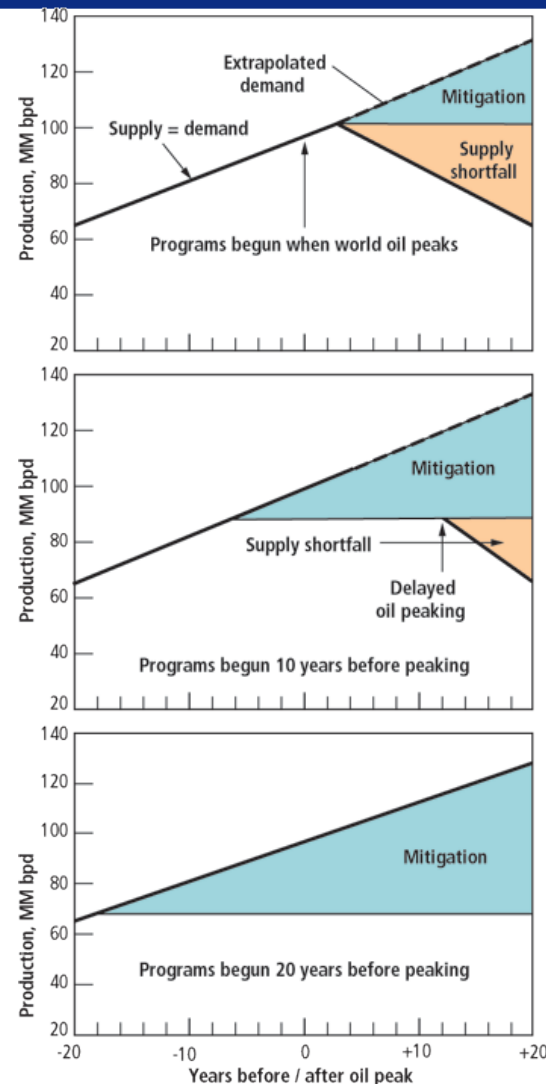 140
120
100
80
60
40
20
Production, MM bpd
Extrapolated
demand
Mitigation
Supply = demand
Supply
shortfall
Programs begun when world oil peaks
140
120
100
80
60
40
20
Production, MM bpd
Mitigation
Supply shortfall
Delayed
oil peaking
Programs begun 10 years before peaking
140
120
100
80
60
40
20
Production, MM bpd
Mitigation
Programs begun 20 years before peaking
-20 -10 0 +10 +20
Years before / after oil peak